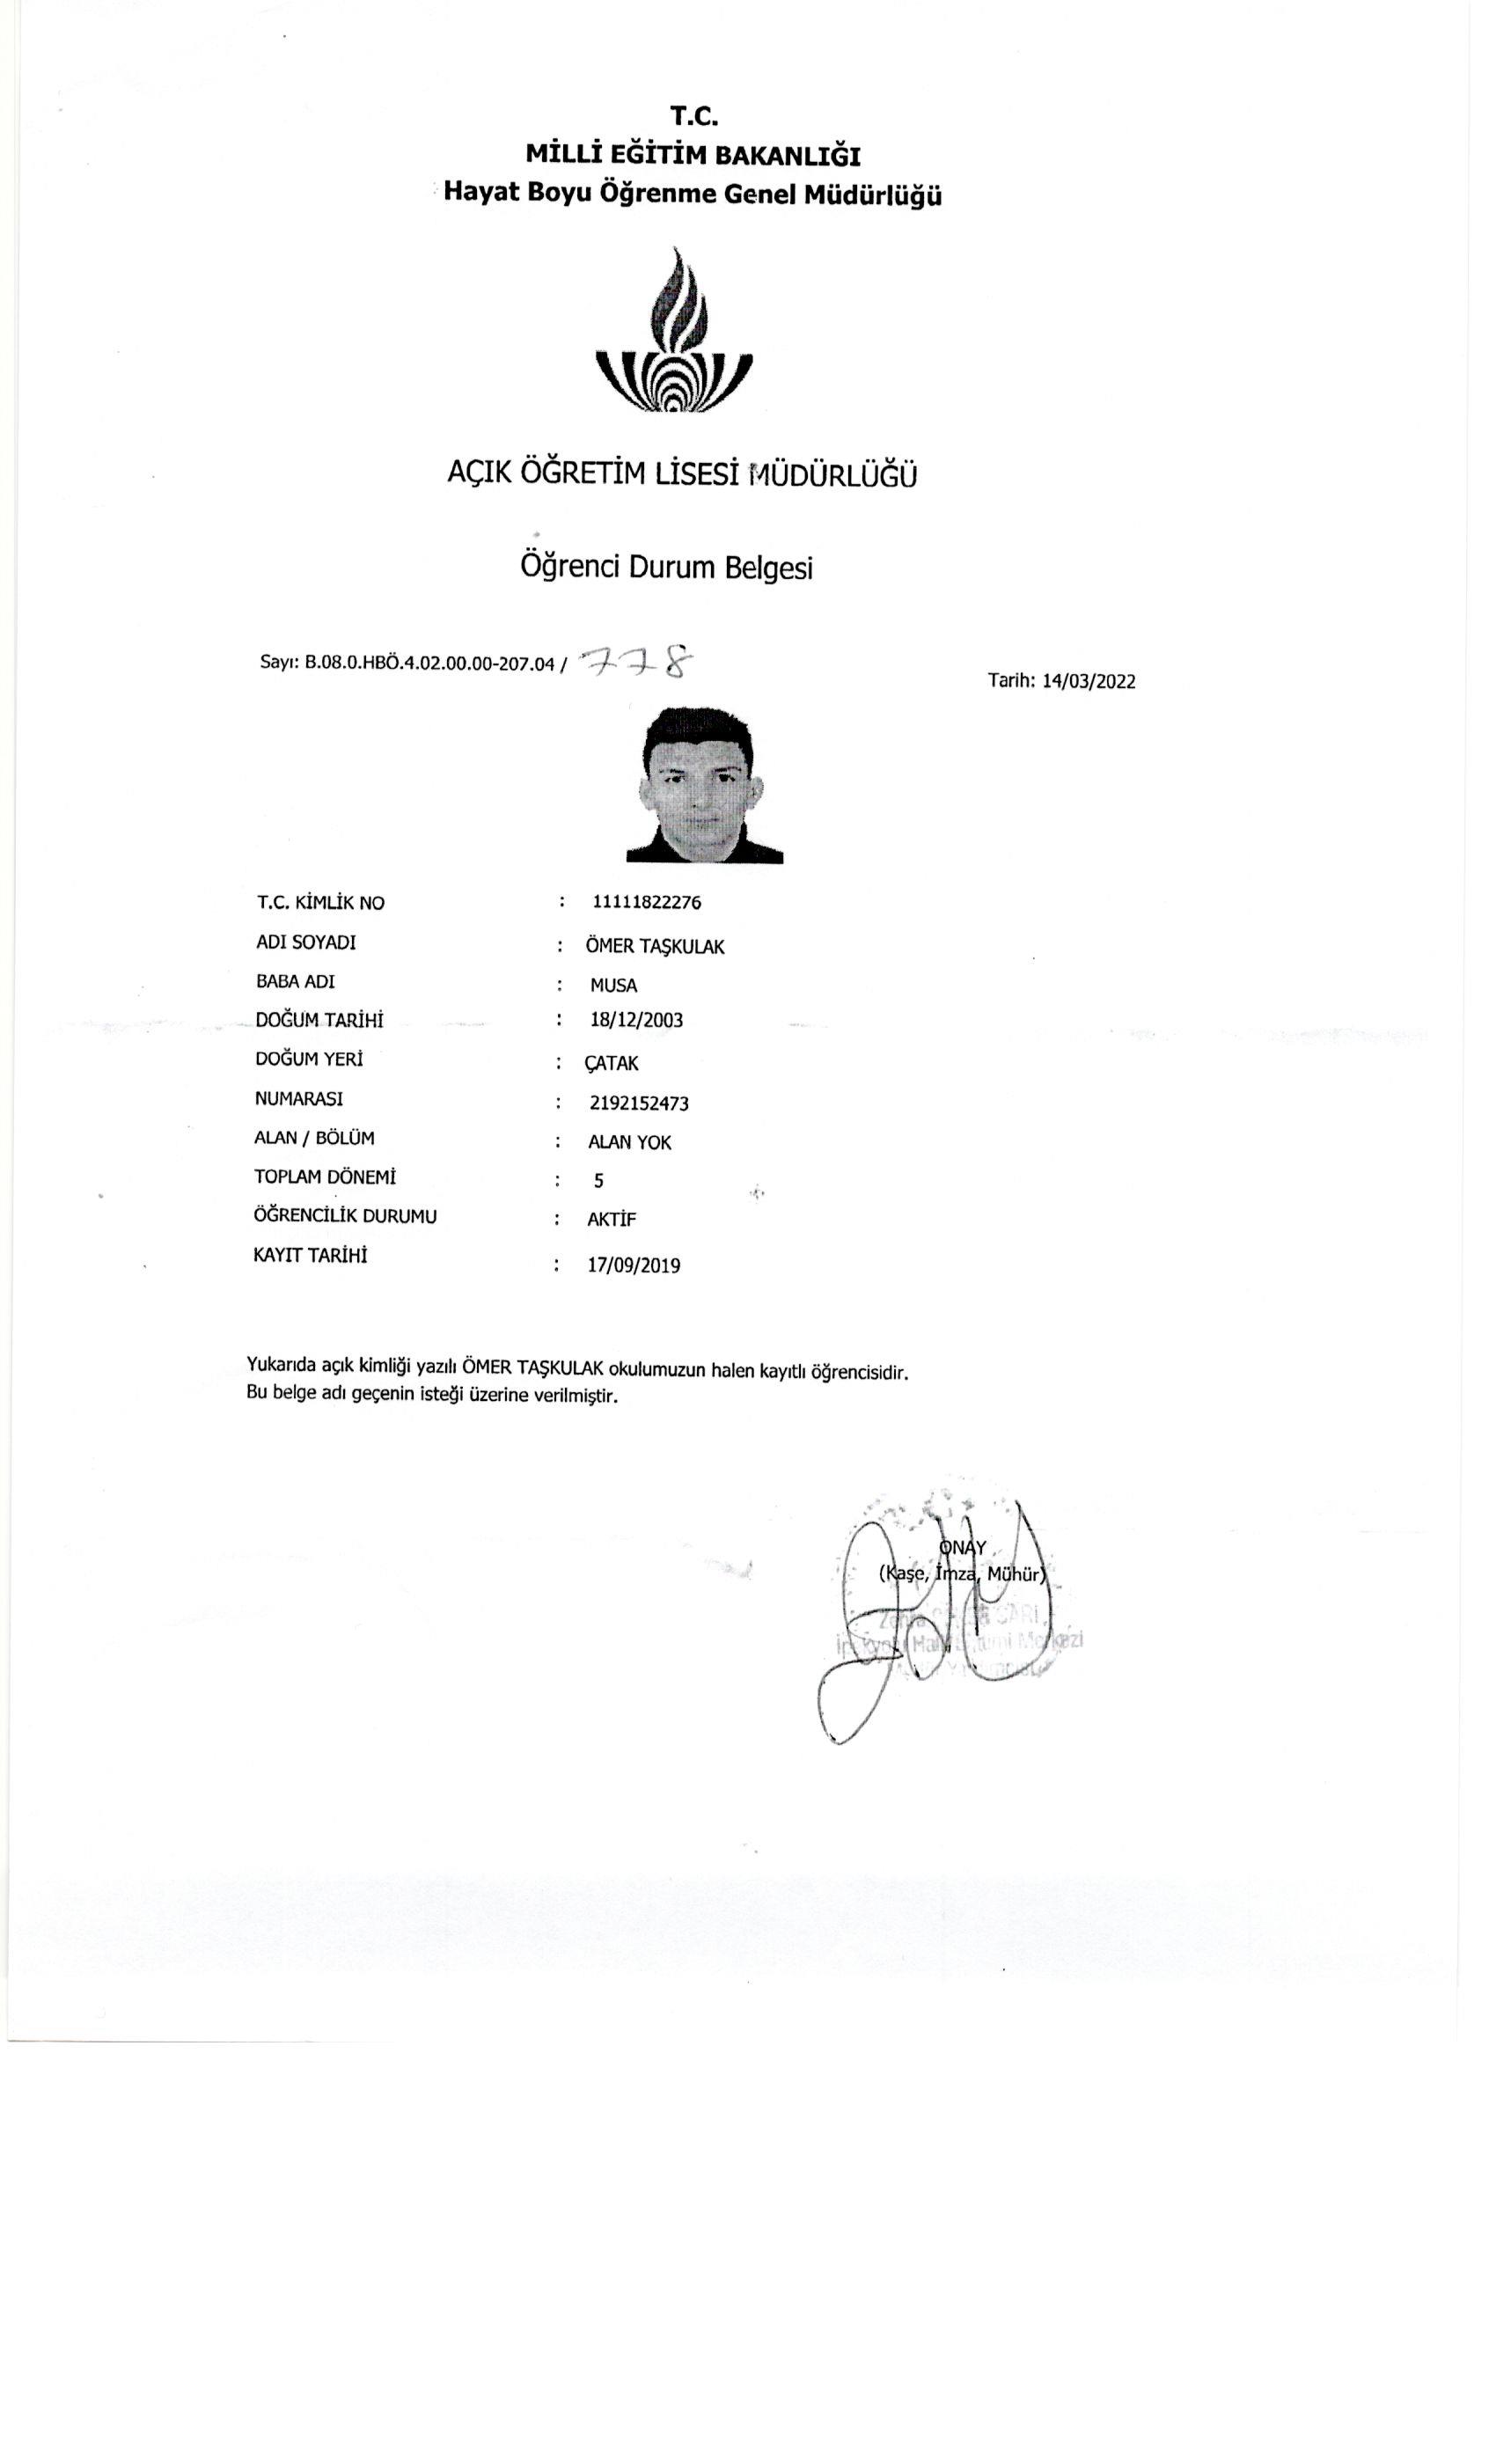 T.C.
MİLLİ EĞİTİM BAKANLIĞI
Hayat Boyu Öğrenme Genel Müdürlüğü
AÇIK ÖĞRETİM LİSESİ MÜDÜRLÜĞÜ
Öğrenci Durum Belgesi
Sayı: B.08.0.HBÖ.4.02.00.00-207.04 / 778
Tarih: 14/03/2022
T.C. KİMLİK NO : 11111822276
ADI SOYADI : ÖMER TAŞKULAK
BABA ADI : MUSA
DOĞUM TARİHİ : 18/12/2003
DOĞUM YERİ : ÇATAK
NUMARASI : 2192152473
ALAN / BÖLÜM : ALAN YOK
TOPLAM DÖNEMİ : 5
ÖĞRENCİLİK DURUMU : AKTİF
KAYIT TARİHİ : 17/09/2019
Yukarıda açık kimliği yazılı ÖMER TAŞKULAK okulumuzun halen kayıtlı öğrencisidir.
Bu belge adı geçenin isteği üzerine verilmiştir.
ONAY
(Kaşe, İmza, Mühür)
Merkezi